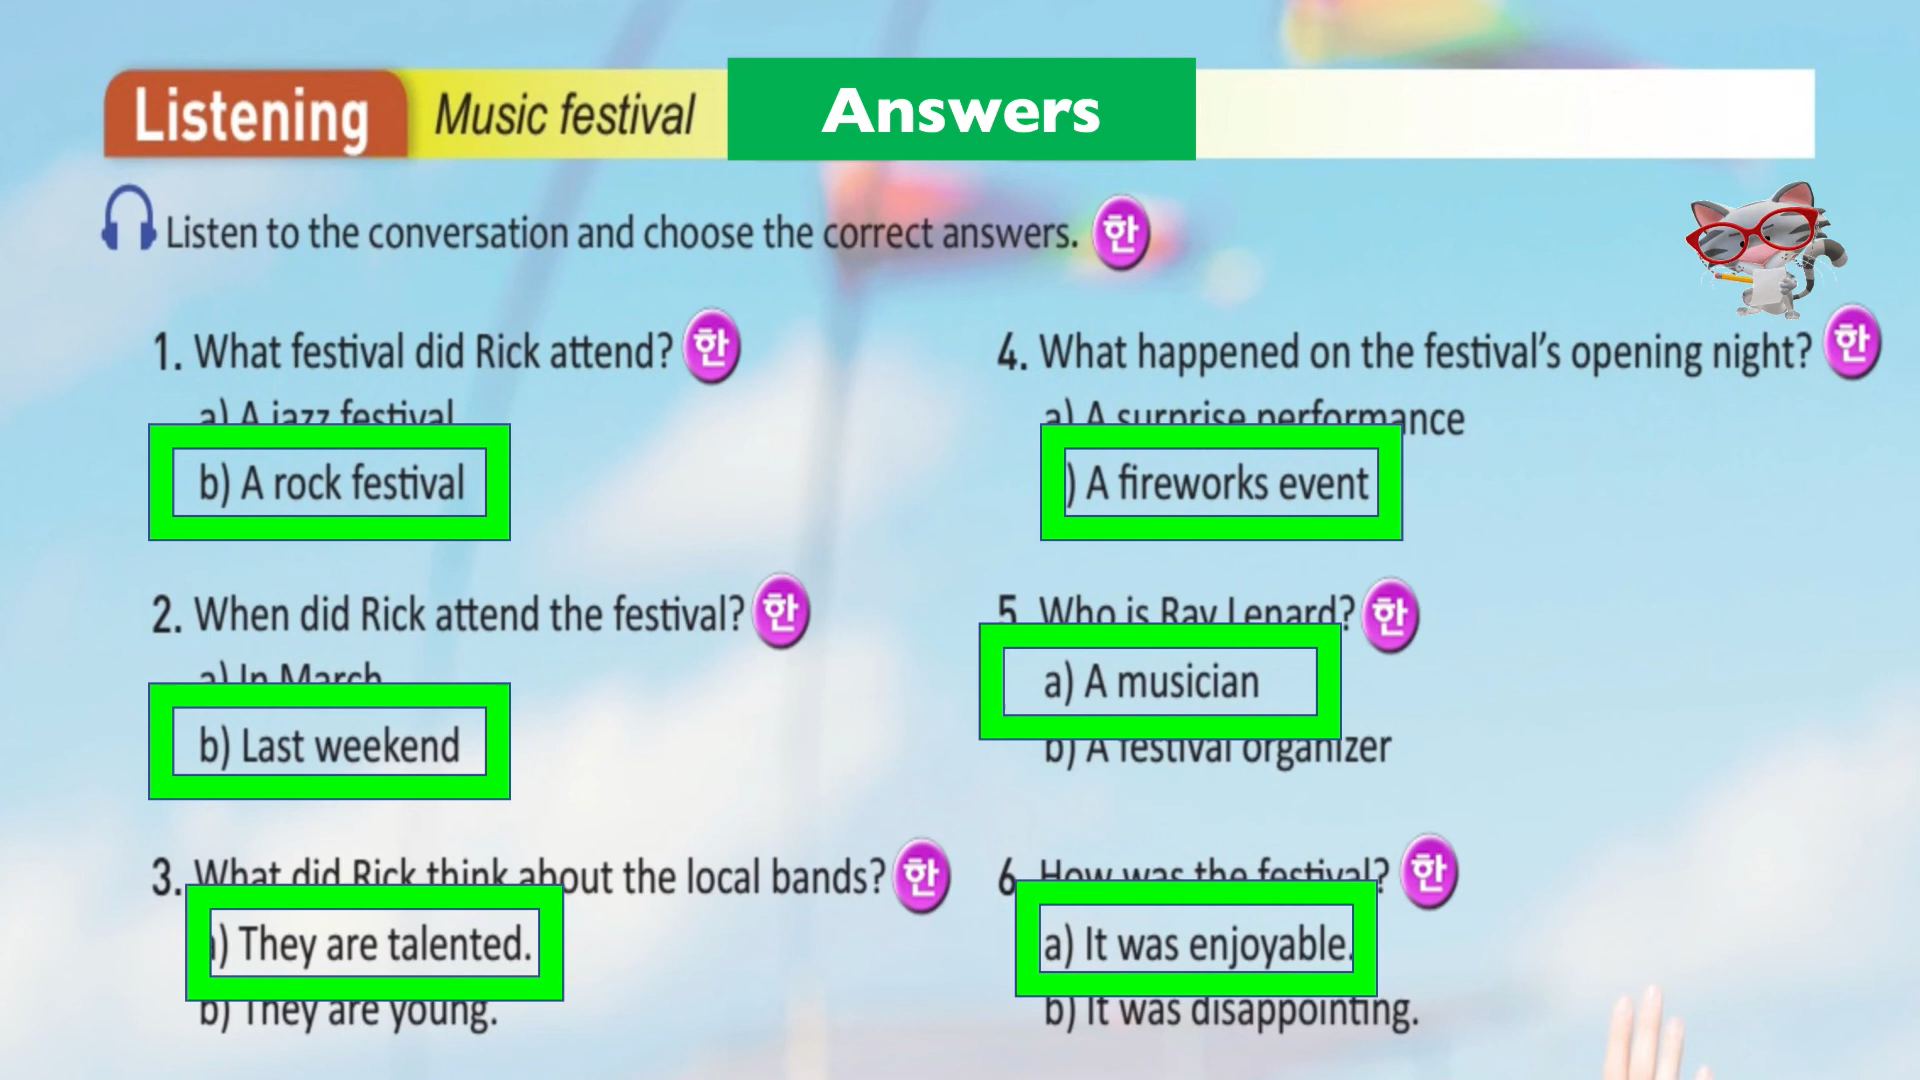 Listening Music festival Answers
Listen to the conversation and choose the correct answers. 한
1. What festival did Rick attend? 한
a) A jazz festival
b) A rock festival
2. When did Rick attend the festival? 한
a) In March
b) Last weekend
3. What did Rick think about the local bands? 한
) They are talented.
b) They are young.
4. What happened on the festival's opening night? 한
a) A surprise performance
) A fireworks event
5 Who is Ray Lenard? 한
a) A musician
b) A festival organizer
6 How was the festival? 한
a) It was enjoyable.
b) It was disappointing.